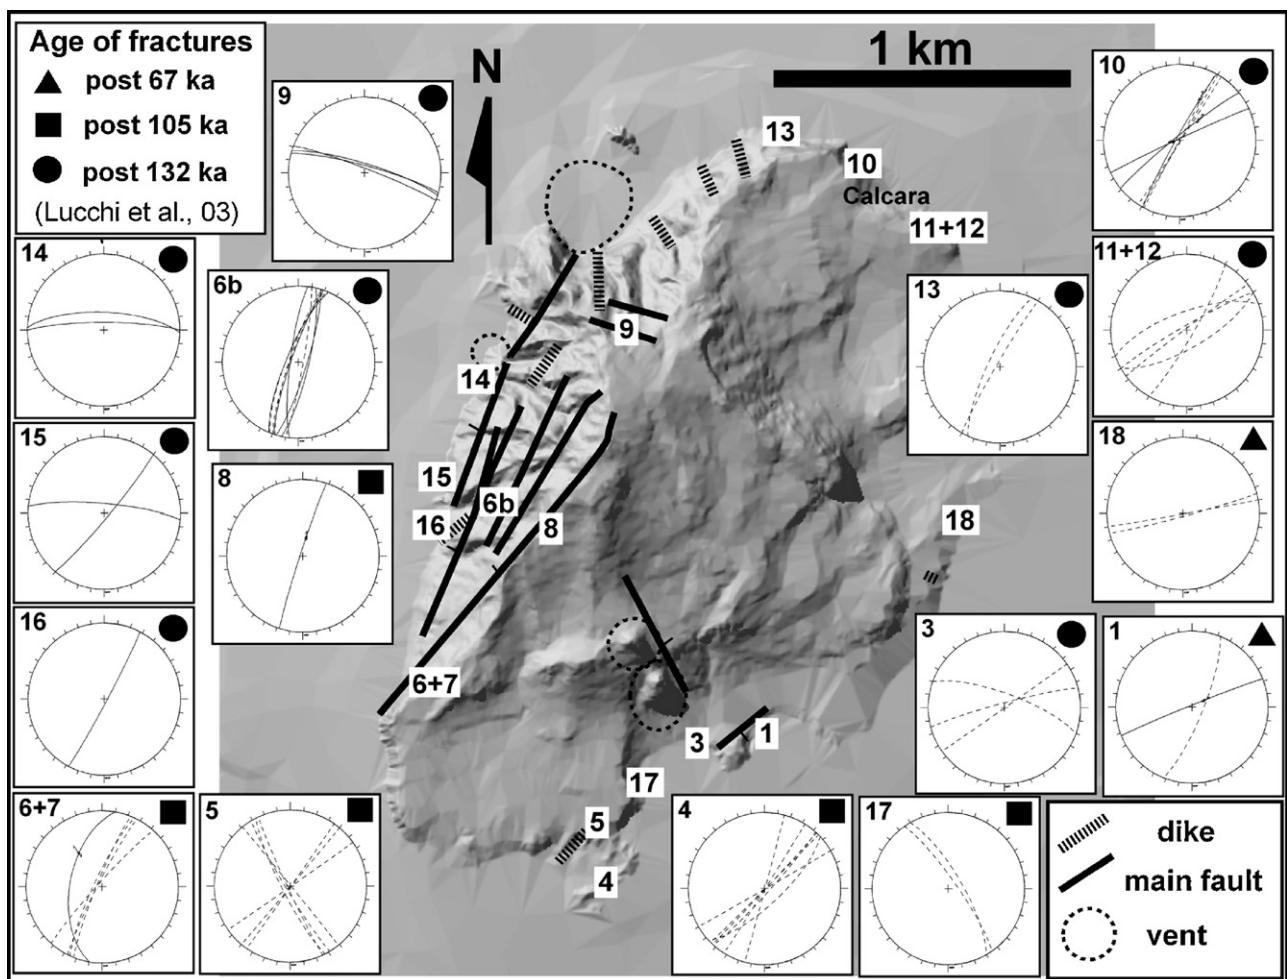 Age of fractures
post 67 ka
post 105 ka
post 132 ka
(Lucchi et al., 03)
9
N
1 km
10
13
10
Calcara
11+12
11+12
14
6b
13
9
14
15
8
15
6b
16
8
18
18
16
6+7
3
1
3
1
17
6+7
5
5
4
4
17
dike
main fault
vent